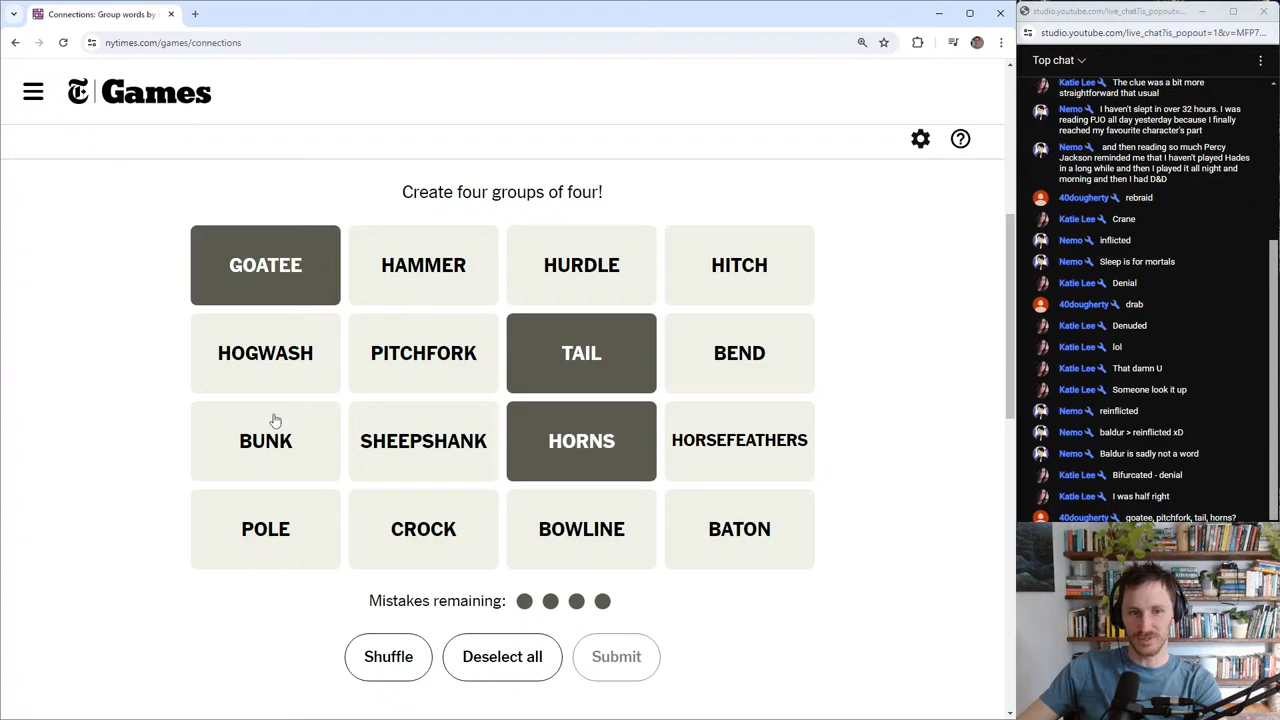 Connections: Group words by
nytimes.com/games/connections
Games
Create four groups of four!
GOATEE
HAMMER
HURDLE
HITCH
HOGWASH
PITCHFORK
TAIL
BEND
BUNK
SHEEPSHANK
HORNS
HORSEFEATHERS
POLE
CROCK
BOWLINE
BATON
Mistakes remaining:
Shuffle
Deselect all
Submit
studio.youtube.com/live_chat?is_popout=...
studio.youtube.com/live_chat?is_popout=1&v=MFP7...
Top chat
Katie Lee The clue was a bit more
straightforward that usual
Nemo I haven't slept in over 32 hours. I was
reading PJO all day yesterday because I finally
reached my favourite character's part
Nemo and then reading so much Percy
Jackson reminded me that I haven't played Hades
in a long while and then I played it all night and
morning and then I had D&D
40dougherty rebraid
Katie Lee Crane
Nemo inflicted
Nemo Sleep is for mortals
Katie Lee Denial
40dougherty drab
Katie Lee Denuded
Katie Lee lol
Katie Lee That damn U
Katie Lee Someone look it up
Nemo reinflicted
Nemo baldur > reinflicted xD
Nemo Baldur is sadly not a word
Katie Lee Bifurcated - denial
Katie Lee I was half right
40dougherty goatee, pitchfork, tail, horns?